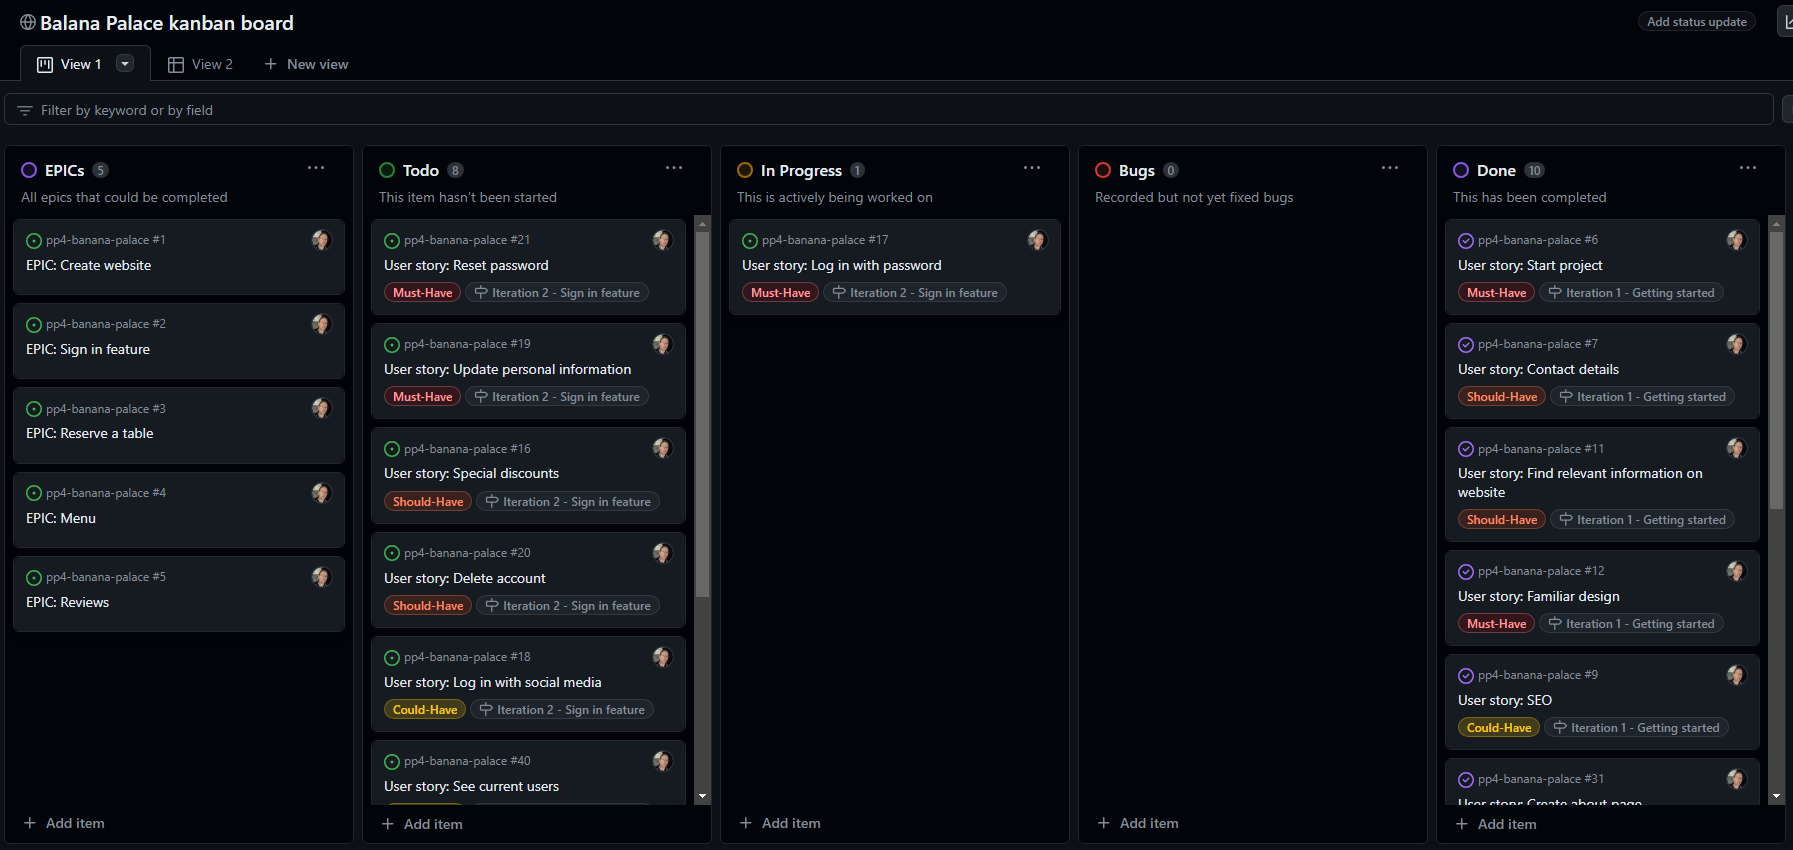 Balana Palace kanban board
Add status update
View 1
View 2
New view
Filter by keyword or by field
EPICs 5
All epics that could be completed
pp4-banana-palace #1
EPIC: Create website
pp4-banana-palace #2
EPIC: Sign in feature
pp4-banana-palace #3
EPIC: Reserve a table
pp4-banana-palace #4
EPIC: Menu
pp4-banana-palace #5
EPIC: Reviews
Add item
Todo 8
This item hasn't been started
pp4-banana-palace #21
User story: Reset password
Must-Have Iteration 2 - Sign in feature
pp4-banana-palace #19
User story: Update personal information
Must-Have Iteration 2 - Sign in feature
pp4-banana-palace #16
User story: Special discounts
Should-Have Iteration 2 - Sign in feature
pp4-banana-palace #20
User story: Delete account
Should-Have Iteration 2 - Sign in feature
pp4-banana-palace #18
User story: Log in with social media
Could-Have Iteration 2 - Sign in feature
pp4-banana-palace #40
User story: See current users
Add item
In Progress 1
This is actively being worked on
pp4-banana-palace #17
User story: Log in with password
Must-Have Iteration 2 - Sign in feature
Add item
Bugs 0
Recorded but not yet fixed bugs
Add item
Done 10
This has been completed
pp4-banana-palace #6
User story: Start project
Must-Have Iteration 1 - Getting started
pp4-banana-palace #7
User story: Contact details
Should-Have Iteration 1 - Getting started
pp4-banana-palace #11
User story: Find relevant information on
website
Should-Have Iteration 1 - Getting started
pp4-banana-palace #12
User story: Familiar design
Must-Have Iteration 1 - Getting started
pp4-banana-palace #9
User story: SEO
Could-Have Iteration 1 - Getting started
pp4-banana-palace #31
User story: Create about page
Add item